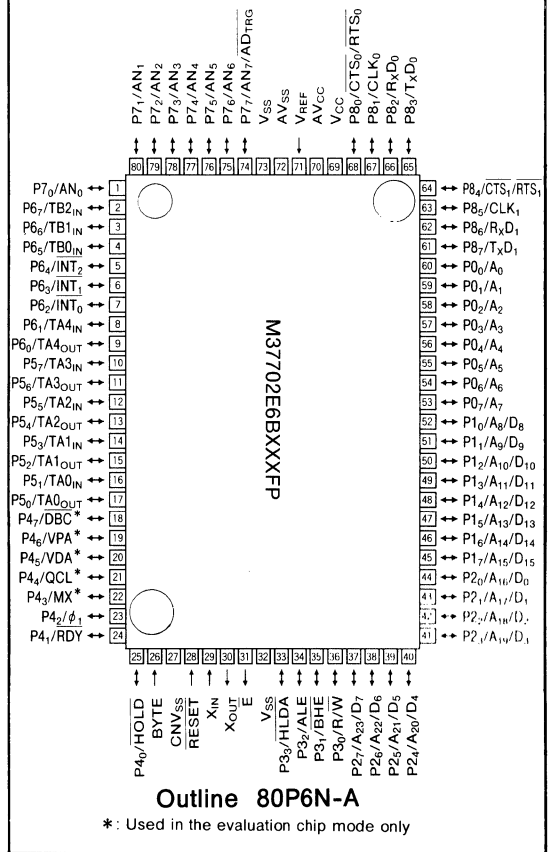 P7₁/AN₁
P7₂/AN₂
P7₃/AN₃
P7₄/AN₄
P7₅/AN₅
P7₆/AN₆
P7₇/AN₇/AD̅T̅R̅G̅
Vss
AVss
VREF
AVcc
Vcc
P8₀/C̅T̅S̅₀/R̅T̅S̅₀
P8₁/CLK₀
P8₂/RxD₀
P8₃/TxD₀
80 79 78 77 76 75 74 73 72 71 70 69 68 67 66 65
P7₀/AN₀ ↔ 1
P6₇/TB2IN ↔ 2
P6₆/TB1IN ↔ 3
P6₅/TB0IN ↔ 4
P6₄/I̅N̅T̅₂ ↔ 5
P6₃/I̅N̅T̅₁ ↔ 6
P6₂/I̅N̅T̅₀ ↔ 7
P6₁/TA4IN ↔ 8
P6₀/TA4OUT ↔ 9
P5₇/TA3IN ↔ 10
P5₆/TA3OUT ↔ 11
P5₅/TA2IN ↔ 12
P5₄/TA2OUT ↔ 13
P5₃/TA1IN ↔ 14
P5₂/TA1OUT ↔ 15
P5₁/TA0IN ↔ 16
P5₀/TA0OUT ↔ 17
P4₇/D̅B̅C̅* ↔ 18
P4₆/VPA* ↔ 19
P4₅/VDA* ↔ 20
P4₄/QCL* ↔ 21
P4₃/MX* ↔ 22
P4₂/ϕ₁ ↔ 23
P4₁/R̅D̅Y̅ ↔ 24
M37702E6BXXXFP
64 ↔ P8₄/C̅T̅S̅₁/R̅T̅S̅₁
63 ↔ P8₅/CLK₁
62 ↔ P8₆/RxD₁
61 ↔ P8₇/TxD₁
60 ↔ P0₀/A₀
59 ↔ P0₁/A₁
58 ↔ P0₂/A₂
57 ↔ P0₃/A₃
56 ↔ P0₄/A₄
55 ↔ P0₅/A₅
54 ↔ P0₆/A₆
53 ↔ P0₇/A₇
52 ↔ P1₀/A₈/D₈
51 ↔ P1₁/A₉/D₉
50 ↔ P1₂/A₁₀/D₁₀
49 ↔ P1₃/A₁₁/D₁₁
48 ↔ P1₄/A₁₂/D₁₂
47 ↔ P1₅/A₁₃/D₁₃
46 ↔ P1₆/A₁₄/D₁₄
45 ↔ P1₇/A₁₅/D₁₅
44 ↔ P2₀/A₁₆/D₀
↔ P2₁/A₁₇/D₁
41 ↔
25 26 27 28 29 30 31 32 33 34 35 36 37 38 39 40
P4₀/H̅O̅L̅D̅
BYTE
CNVss
R̅E̅S̅E̅T̅
XIN
XOUT
E̅
Vss
P3₃/H̅L̅D̅A̅
P3₂/ALE
P3₁/B̅H̅E̅
P3₀/R/W̅
P2₇/A₂₃/D₇
P2₆/A₂₂/D₆
P2₅/A₂₁/D₅
P2₄/A₂₀/D₄
Outline 80P6N-A
*: Used in the evaluation chip mode only